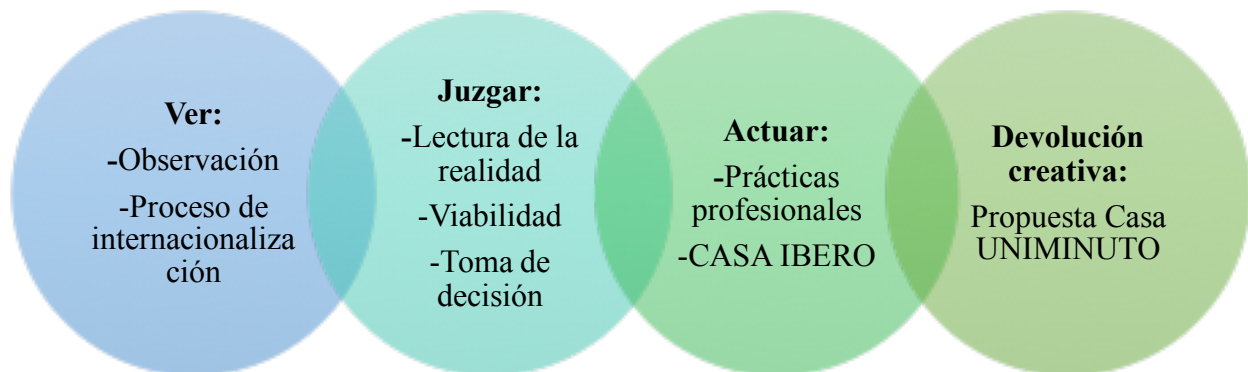 Ver:
-Observación
-Proceso de
internacionaliza
ción
Juzgar:
-Lectura de la
realidad
-Viabilidad
-Toma de
decisión
Actuar:
-Prácticas
profesionales
-CASA IBERO
Devolución
creativa:
Propuesta Casa
UNIMINUTO